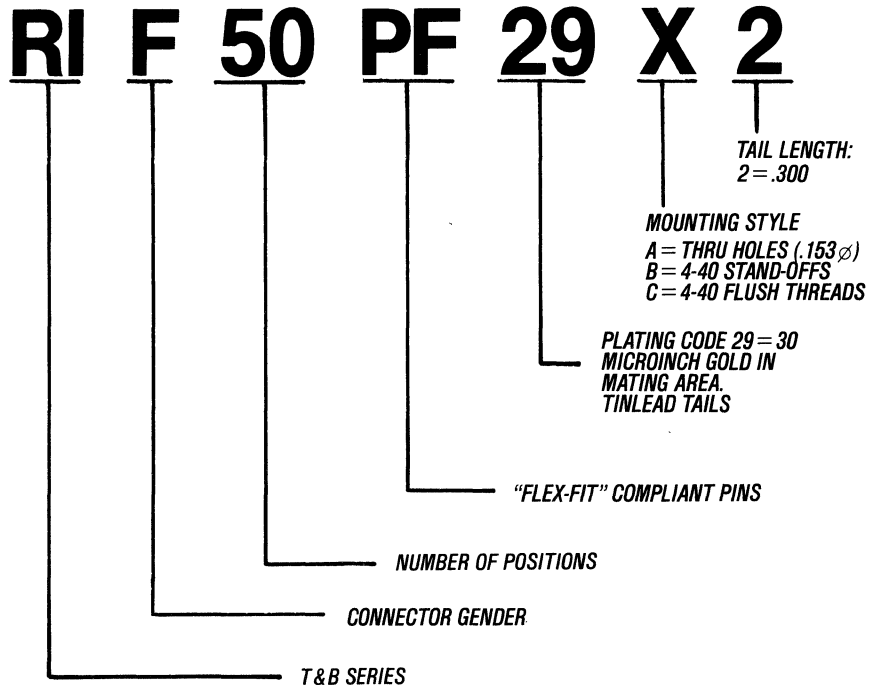 RI F 50 PF 29 X 2
TAIL LENGTH:
2=.300
MOUNTING STYLE
A= THRU HOLES (.153⌀)
B= 4-40 STAND-OFFS
C= 4-40 FLUSH THREADS
PLATING CODE 29=30
MICROINCH GOLD IN
MATING AREA.
TINLEAD TAILS
"FLEX-FIT" COMPLIANT PINS
NUMBER OF POSITIONS
CONNECTOR GENDER
T&B SERIES